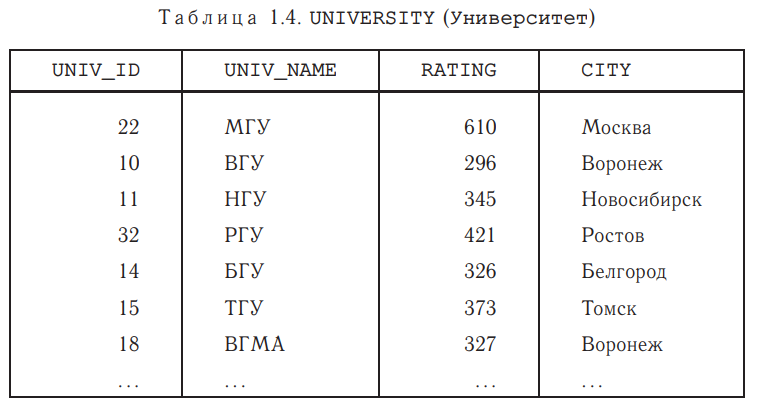 Таблица 1.4. UNIVERSITY (Университет)
UNIV_ID UNIV_NAME RATING CITY
22 МГУ 610 Москва
10 ВГУ 296 Воронеж
11 НГУ 345 Новосибирск
32 РГУ 421 Ростов
14 БГУ 326 Белгород
15 ТГУ 373 Томск
18 ВГМА 327 Воронеж
... ... ... ...